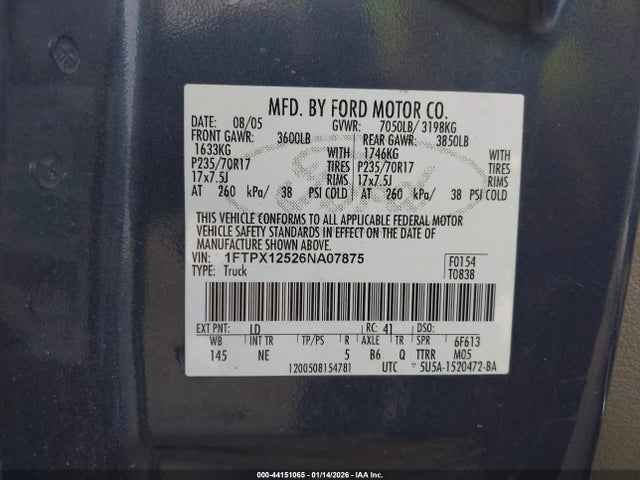 MFD. BY FORD MOTOR CO.
DATE: 08/05 GVWR: 7050LB/ 3198KG
FRONT GAWR: 3600LB REAR GAWR: 3850LB
1633KG WITH 1746KG WITH
P235/70R17 TIRES P235/70R17 TIRES
17x7.5J RIMS 17x7.5J RIMS
AT 260 kPa/ 38 PSI COLD AT 260 kPa/ 38 PSI COLD
THIS VEHICLE CONFORMS TO ALL APPLICABLE FEDERAL MOTOR
VEHICLE SAFETY STANDARDS IN EFFECT ON THE DATE OF
MANUFACTURE SHOWN ABOVE.
VIN: 1FTPX12526NA07875 F0154
TYPE: Truck T0838
EXT PNT: LD RC: 41 DSO:
WB INT TR TP/PS R AXLE TR SPR 6F613
145 NE 5 B6 Q TTRR M05
1200508154781 UTC 5U5A-1520472-BA
Ford
000-44151065 - 01/14/2026 - IAA Inc.